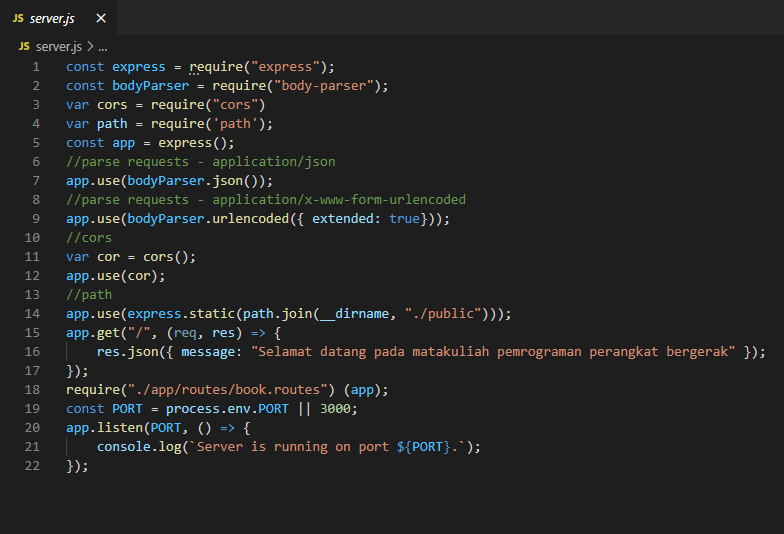 JS server.js ×
JS server.js > ...
1 const express = require("express");
2 const bodyParser = require("body-parser");
3 var cors = require("cors")
4 var path = require('path');
5 const app = express();
6 //parse requests - application/json
7 app.use(bodyParser.json());
8 //parse requests - application/x-www-form-urlencoded
9 app.use(bodyParser.urlencoded({ extended: true}));
10 //cors
11 var cor = cors();
12 app.use(cor);
13 //path
14 app.use(express.static(path.join(__dirname, "./public")));
15 app.get("/", (req, res) => {
16     res.json({ message: "Selamat datang pada matakuliah pemrograman perangkat bergerak" });
17 });
18 require("./app/routes/book.routes") (app);
19 const PORT = process.env.PORT || 3000;
20 app.listen(PORT, () => {
21     console.log(`Server is running on port ${PORT}.`);
22 });